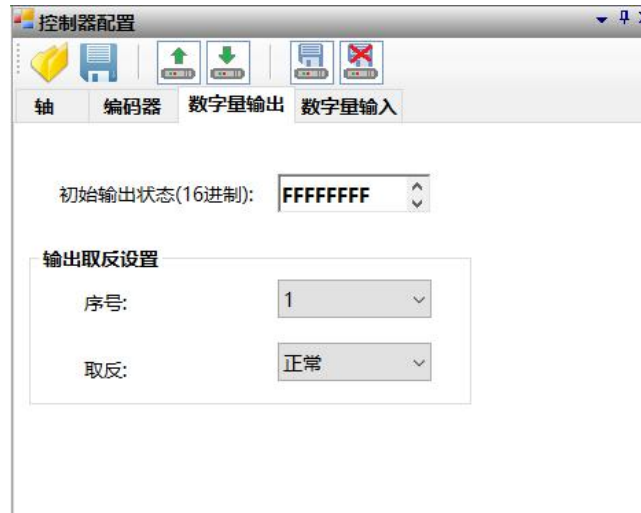 控制器配置
轴 编码器 数字量输出 数字量输入
初始输出状态(16进制): FFFFFFFF
输出取反设置
序号: 1
取反: 正常